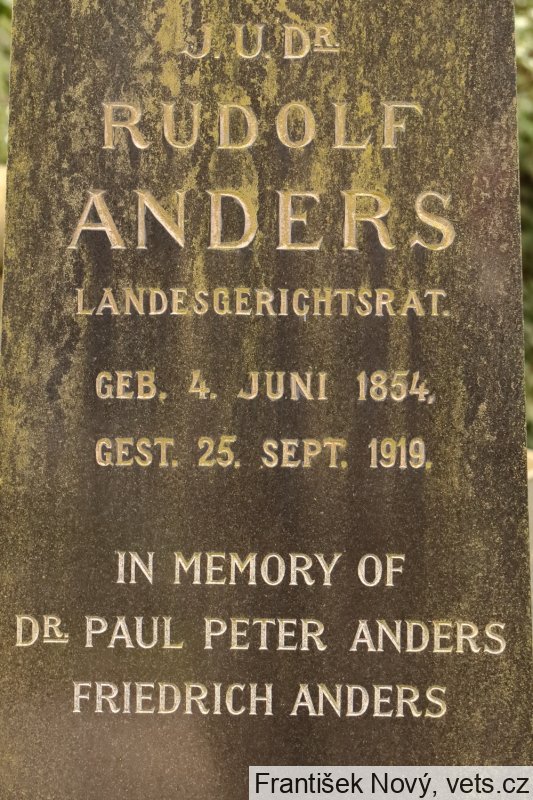 J.U.DR.
RUDOLF
ANDERS
LANDESGERICHTSRAT.
GEB. 4. JUNI 1854,
GEST. 25. SEPT. 1919.
IN MEMORY OF
DR. PAUL PETER ANDERS
FRIEDRICH ANDERS
František Nový, vets.cz